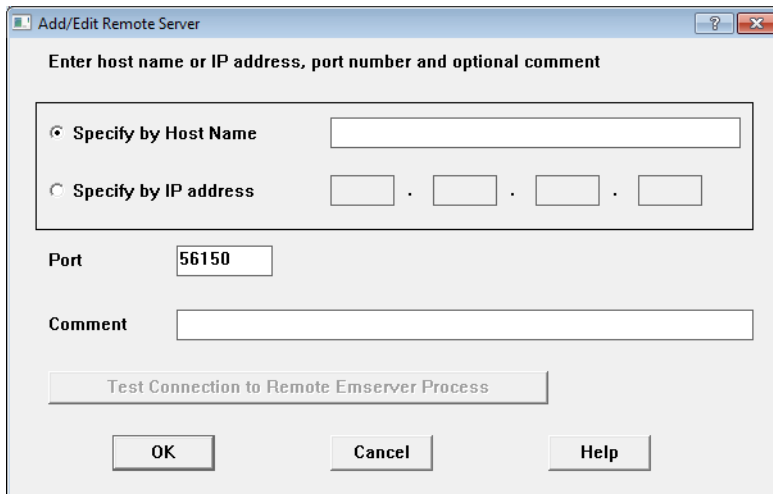 Add/Edit Remote Server
Enter host name or IP address, port number and optional comment
Specify by Host Name
Specify by IP address . . .
Port 56150
Comment
Test Connection to Remote Emserver Process
OK Cancel Help